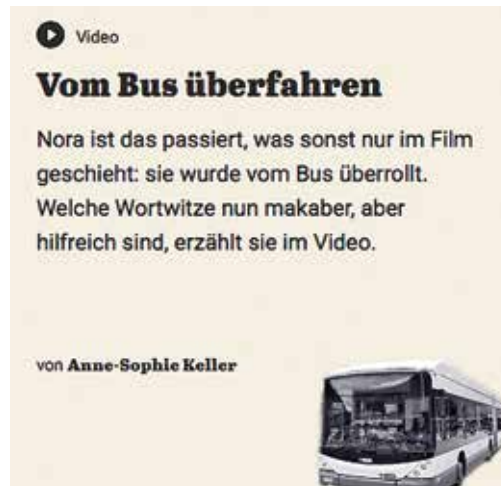 Video
Vom Bus überfahren
Nora ist das passiert, was sonst nur im Film
geschieht: sie wurde vom Bus überrollt.
Welche Wortwitze nun makaber, aber
hilfreich sind, erzählt sie im Video.
von Anne-Sophie Keller